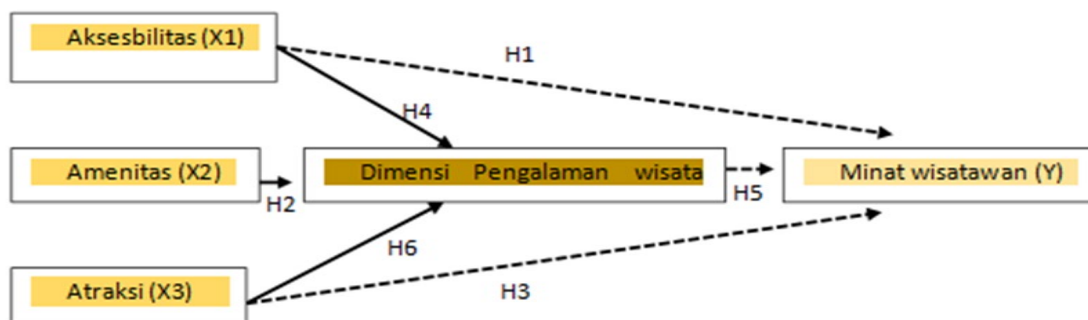 Aksesbilitas (X1)
H1
H4
Amenitas (X2)
H2
Dimensi Pengalaman wisata
H5
Minat wisatawan (Y)
H6
Atraksi (X3)
H3